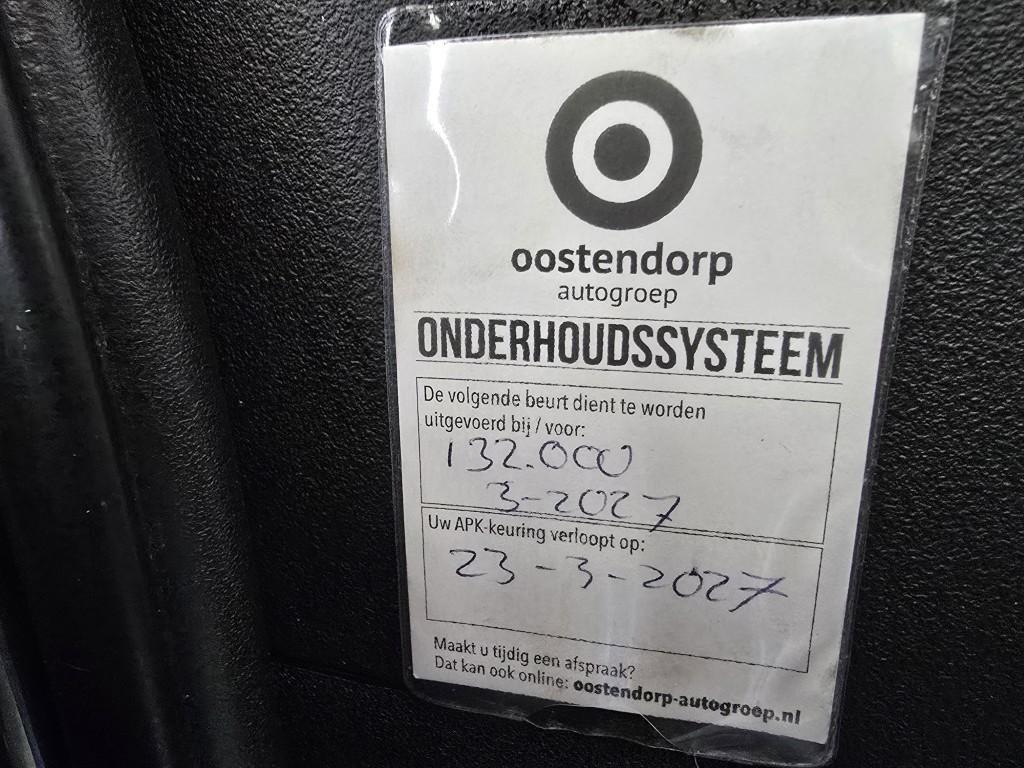 oostendorp
autogroep
ONDERHOUDSSYSTEEM
De volgende beurt dient te worden
uitgevoerd bij / voor:
132.000
3-2027
Uw APK-keuring verloopt op:
23-3-2027
Maakt u tijdig een afspraak?
Dat kan ook online: oostendorp-autogroep.nl